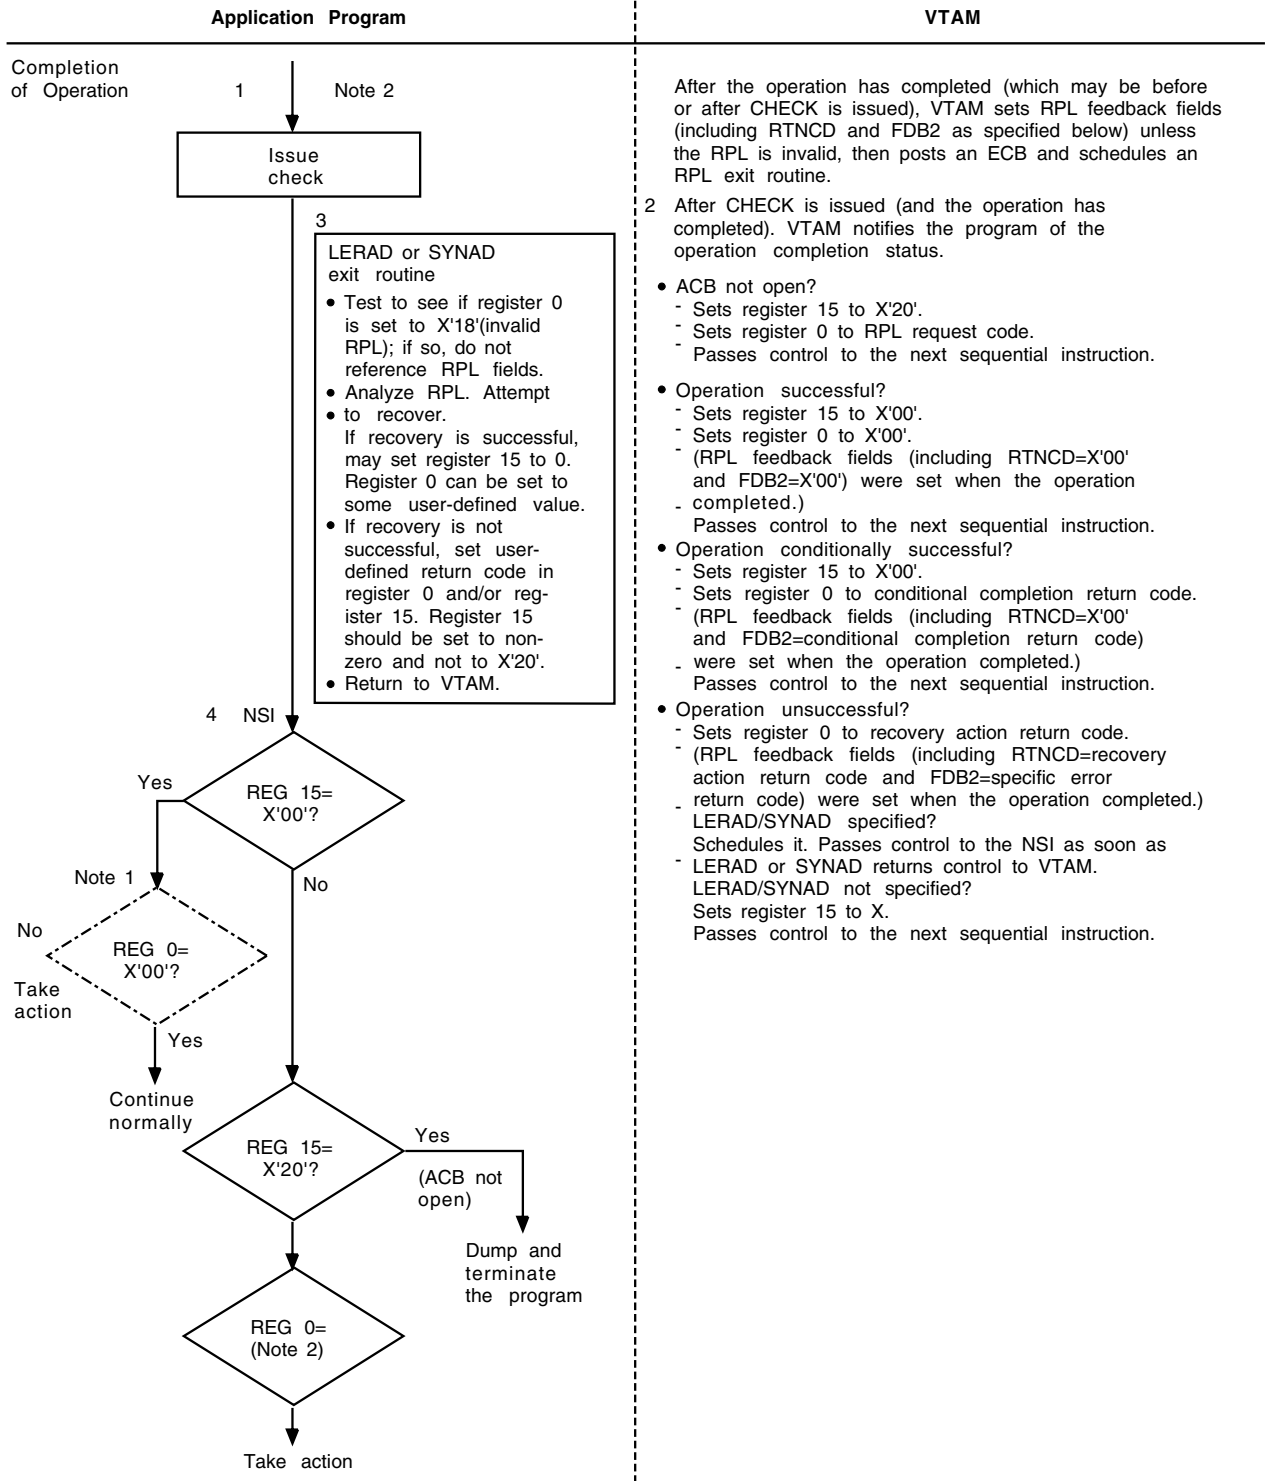 Application Program
VTAM
Completion
of Operation
1
Note 2
Issue
check
3
LERAD or SYNAD
exit routine
• Test to see if register 0
is set to X'18'(invalid
RPL); if so, do not
reference RPL fields.
• Analyze RPL. Attempt
• to recover.
If recovery is successful,
may set register 15 to 0.
Register 0 can be set to
some user-defined value.
• If recovery is not
successful, set user-
defined return code in
register 0 and/or reg-
ister 15. Register 15
should be set to non-
zero and not to X'20'.
• Return to VTAM.
4 NSI
REG 15=
X'00'?
Yes
No
Note 1
REG 0=
X'00'?
No
Take
action
Yes
Continue
normally
REG 15=
X'20'?
Yes
(ACB not
open)
Dump and
terminate
the program
REG 0=
(Note 2)
Take action
After the operation has completed (which may be before
or after CHECK is issued), VTAM sets RPL feedback fields
(including RTNCD and FDB2 as specified below) unless
the RPL is invalid, then posts an ECB and schedules an
RPL exit routine.
2 After CHECK is issued (and the operation has
completed). VTAM notifies the program of the
operation completion status.
• ACB not open?
- Sets register 15 to X'20'.
- Sets register 0 to RPL request code.
- Passes control to the next sequential instruction.
• Operation successful?
- Sets register 15 to X'00'.
- Sets register 0 to X'00'.
- (RPL feedback fields (including RTNCD=X'00'
and FDB2=X'00') were set when the operation
- completed.)
Passes control to the next sequential instruction.
• Operation conditionally successful?
- Sets register 15 to X'00'.
- Sets register 0 to conditional completion return code.
- (RPL feedback fields (including RTNCD=X'00'
and FDB2=conditional completion return code)
- were set when the operation completed.)
Passes control to the next sequential instruction.
• Operation unsuccessful?
- Sets register 0 to recovery action return code.
- (RPL feedback fields (including RTNCD=recovery
action return code and FDB2=specific error
- return code) were set when the operation completed.)
LERAD/SYNAD specified?
Schedules it. Passes control to the NSI as soon as
- LERAD or SYNAD returns control to VTAM.
LERAD/SYNAD not specified?
Sets register 15 to X.
Passes control to the next sequential instruction.